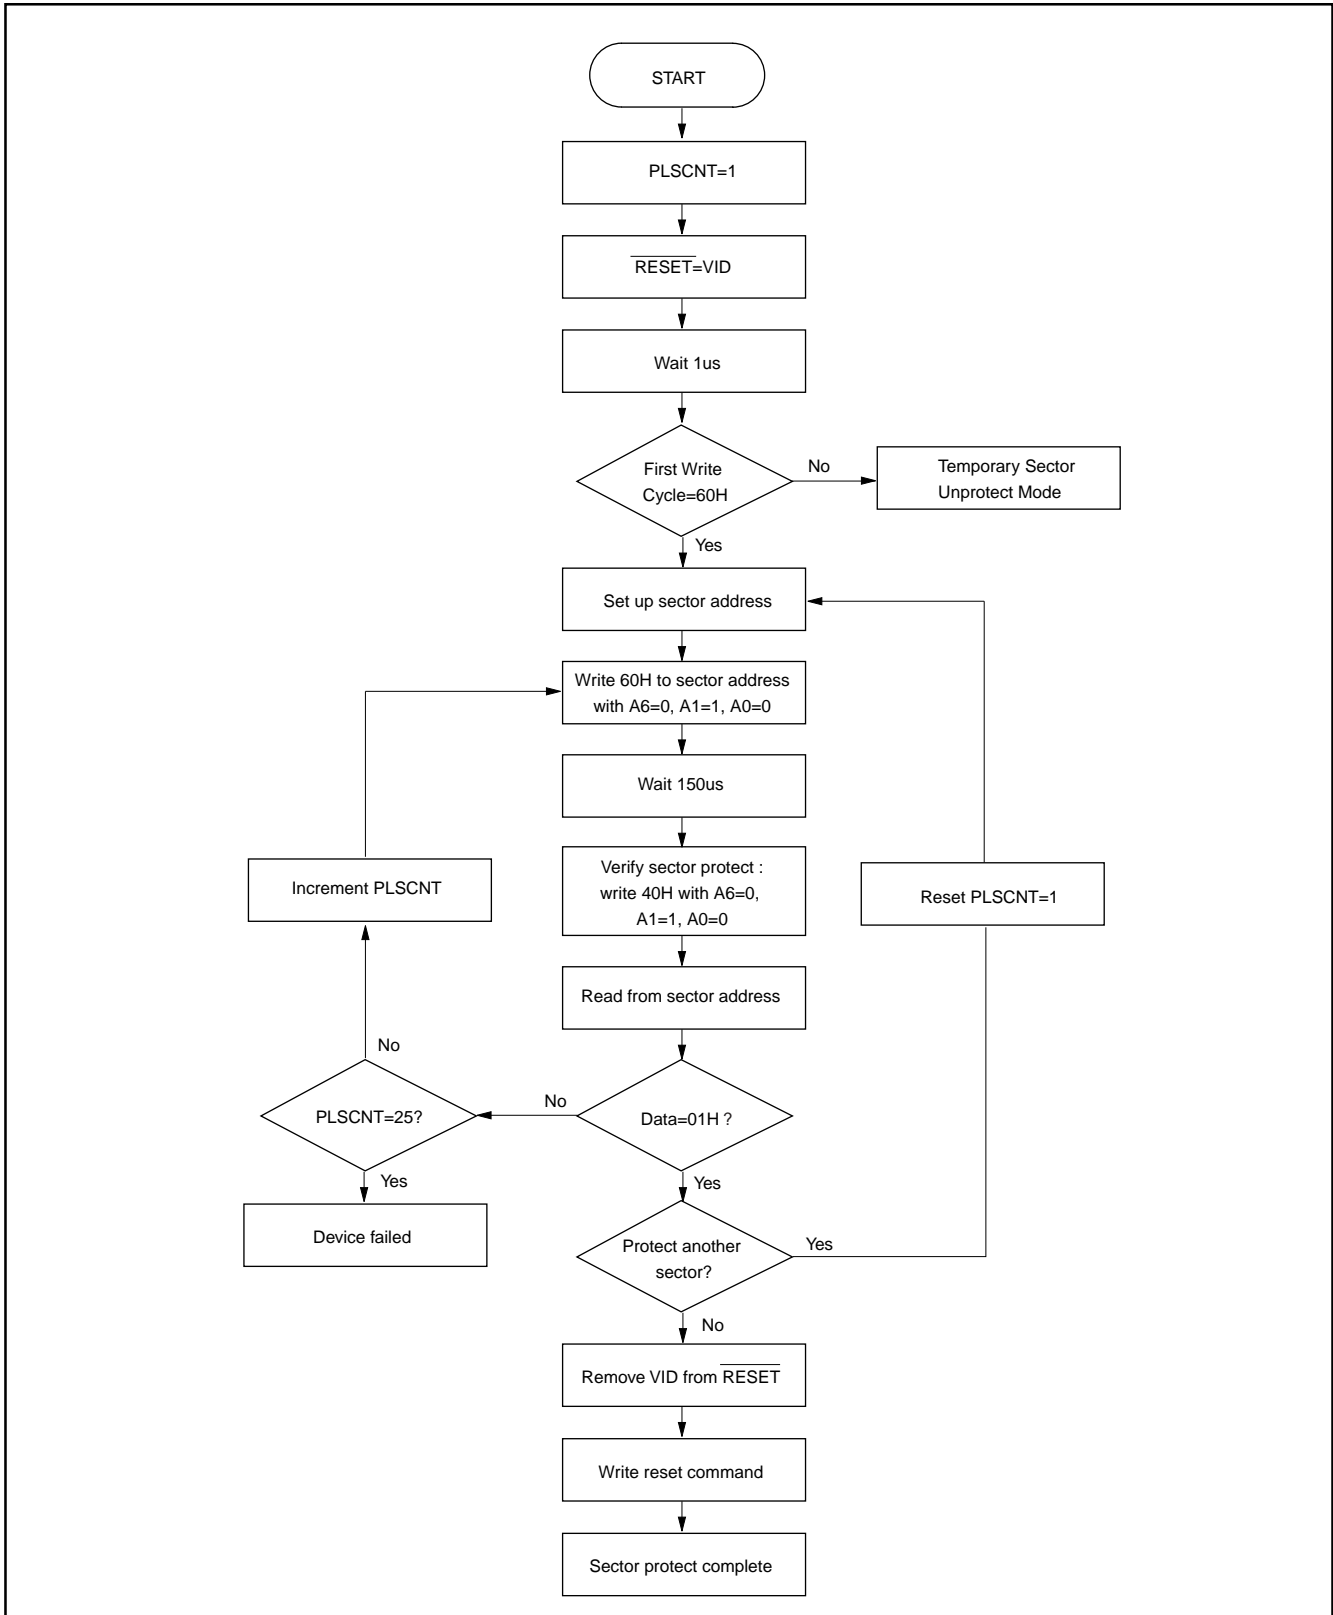 START
PLSCNT=1
RESET=VID
Wait 1us
First Write
Cycle=60H
No
Temporary Sector
Unprotect Mode
Yes
Set up sector address
Write 60H to sector address
with A6=0, A1=1, A0=0
Wait 150us
Verify sector protect :
write 40H with A6=0,
A1=1, A0=0
Increment PLSCNT
Reset PLSCNT=1
Read from sector address
No
PLSCNT=25?
No
Data=01H ?
Yes
Yes
Device failed
Protect another
sector?
Yes
No
Remove VID from RESET
Write reset command
Sector protect complete